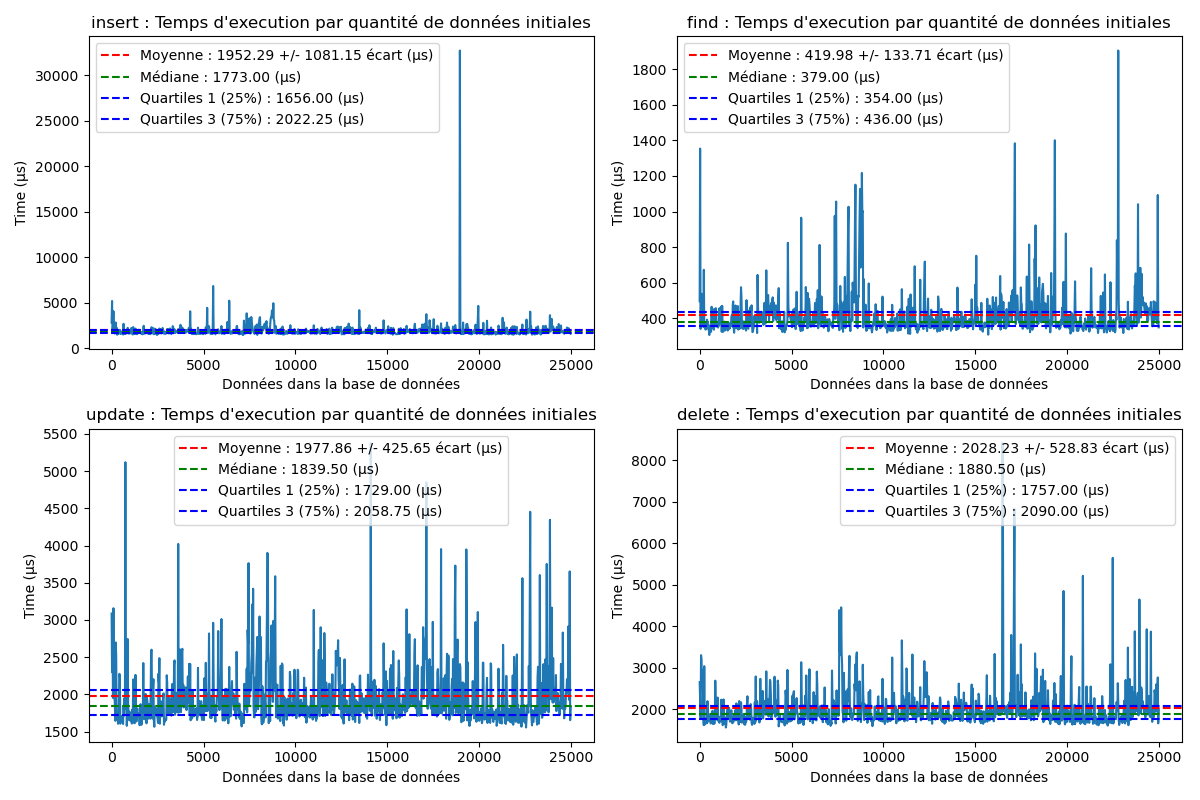 insert : Temps d'execution par quantité de données initiales
Moyenne : 1952.29 +/- 1081.15 écart (µs)
Médiane : 1773.00 (µs)
Quartiles 1 (25%) : 1656.00 (µs)
Quartiles 3 (75%) : 2022.25 (µs)
30000
25000
20000
15000
10000
5000
0
Time (µs)
0 5000 10000 15000 20000 25000
Données dans la base de données
find : Temps d'execution par quantité de données initiales
Moyenne : 419.98 +/- 133.71 écart (µs)
Médiane : 379.00 (µs)
Quartiles 1 (25%) : 354.00 (µs)
Quartiles 3 (75%) : 436.00 (µs)
1800
1600
1400
1200
1000
800
600
400
Time (µs)
0 5000 10000 15000 20000 25000
Données dans la base de données
update : Temps d'execution par quantité de données initiales
Moyenne : 1977.86 +/- 425.65 écart (µs)
Médiane : 1839.50 (µs)
Quartiles 1 (25%) : 1729.00 (µs)
Quartiles 3 (75%) : 2058.75 (µs)
5500
5000
4500
4000
3500
3000
2500
2000
1500
Time (µs)
0 5000 10000 15000 20000 25000
Données dans la base de données
delete : Temps d'execution par quantité de données initiales
Moyenne : 2028.23 +/- 528.83 écart (µs)
Médiane : 1880.50 (µs)
Quartiles 1 (25%) : 1757.00 (µs)
Quartiles 3 (75%) : 2090.00 (µs)
8000
7000
6000
5000
4000
3000
2000
Time (µs)
0 5000 10000 15000 20000 25000
Données dans la base de données